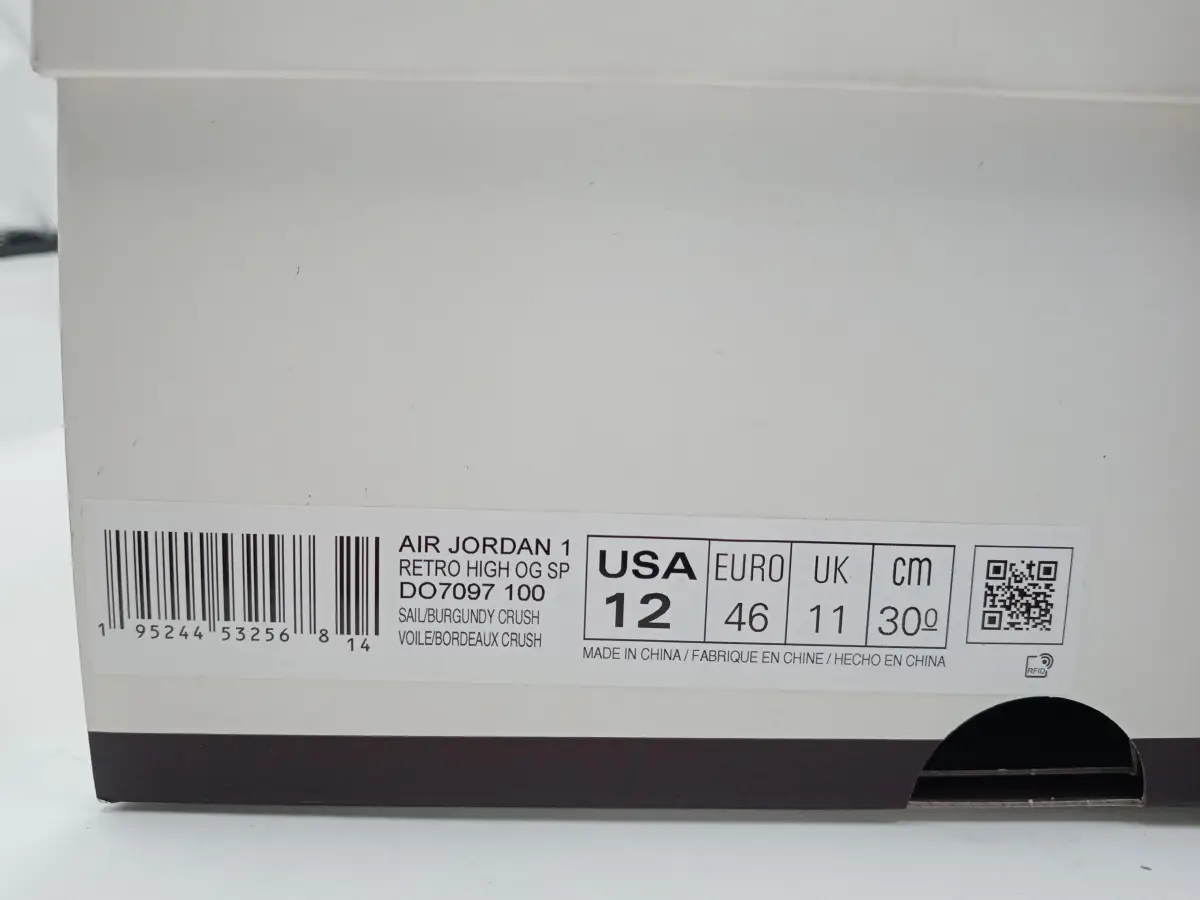 AIR JORDAN 1
RETRO HIGH OG SP
DO7097 100
SAIL/BURGUNDY CRUSH
VOILE/BORDEAUX CRUSH
1 95244 53256 8 14
USA EURO UK cm
12 46 11 30º
MADE IN CHINA / FABRIQUE EN CHINE / HECHO EN CHINA
RFID